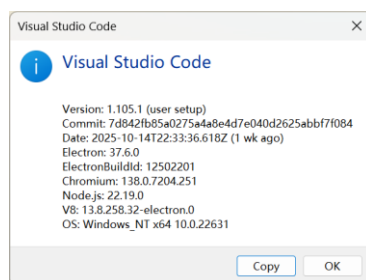 Visual Studio Code
Visual Studio Code
Version: 1.105.1 (user setup)
Commit: 7d842fb85a0275a4a8e4d7e040d2625abbf7f084
Date: 2025-10-14T22:33:36.618Z (1 wk ago)
Electron: 37.6.0
ElectronBuildId: 12502201
Chromium: 138.0.7204.251
Node.js: 22.19.0
V8: 13.8.258.32-electron.0
OS: Windows_NT x64 10.0.22631
Copy OK